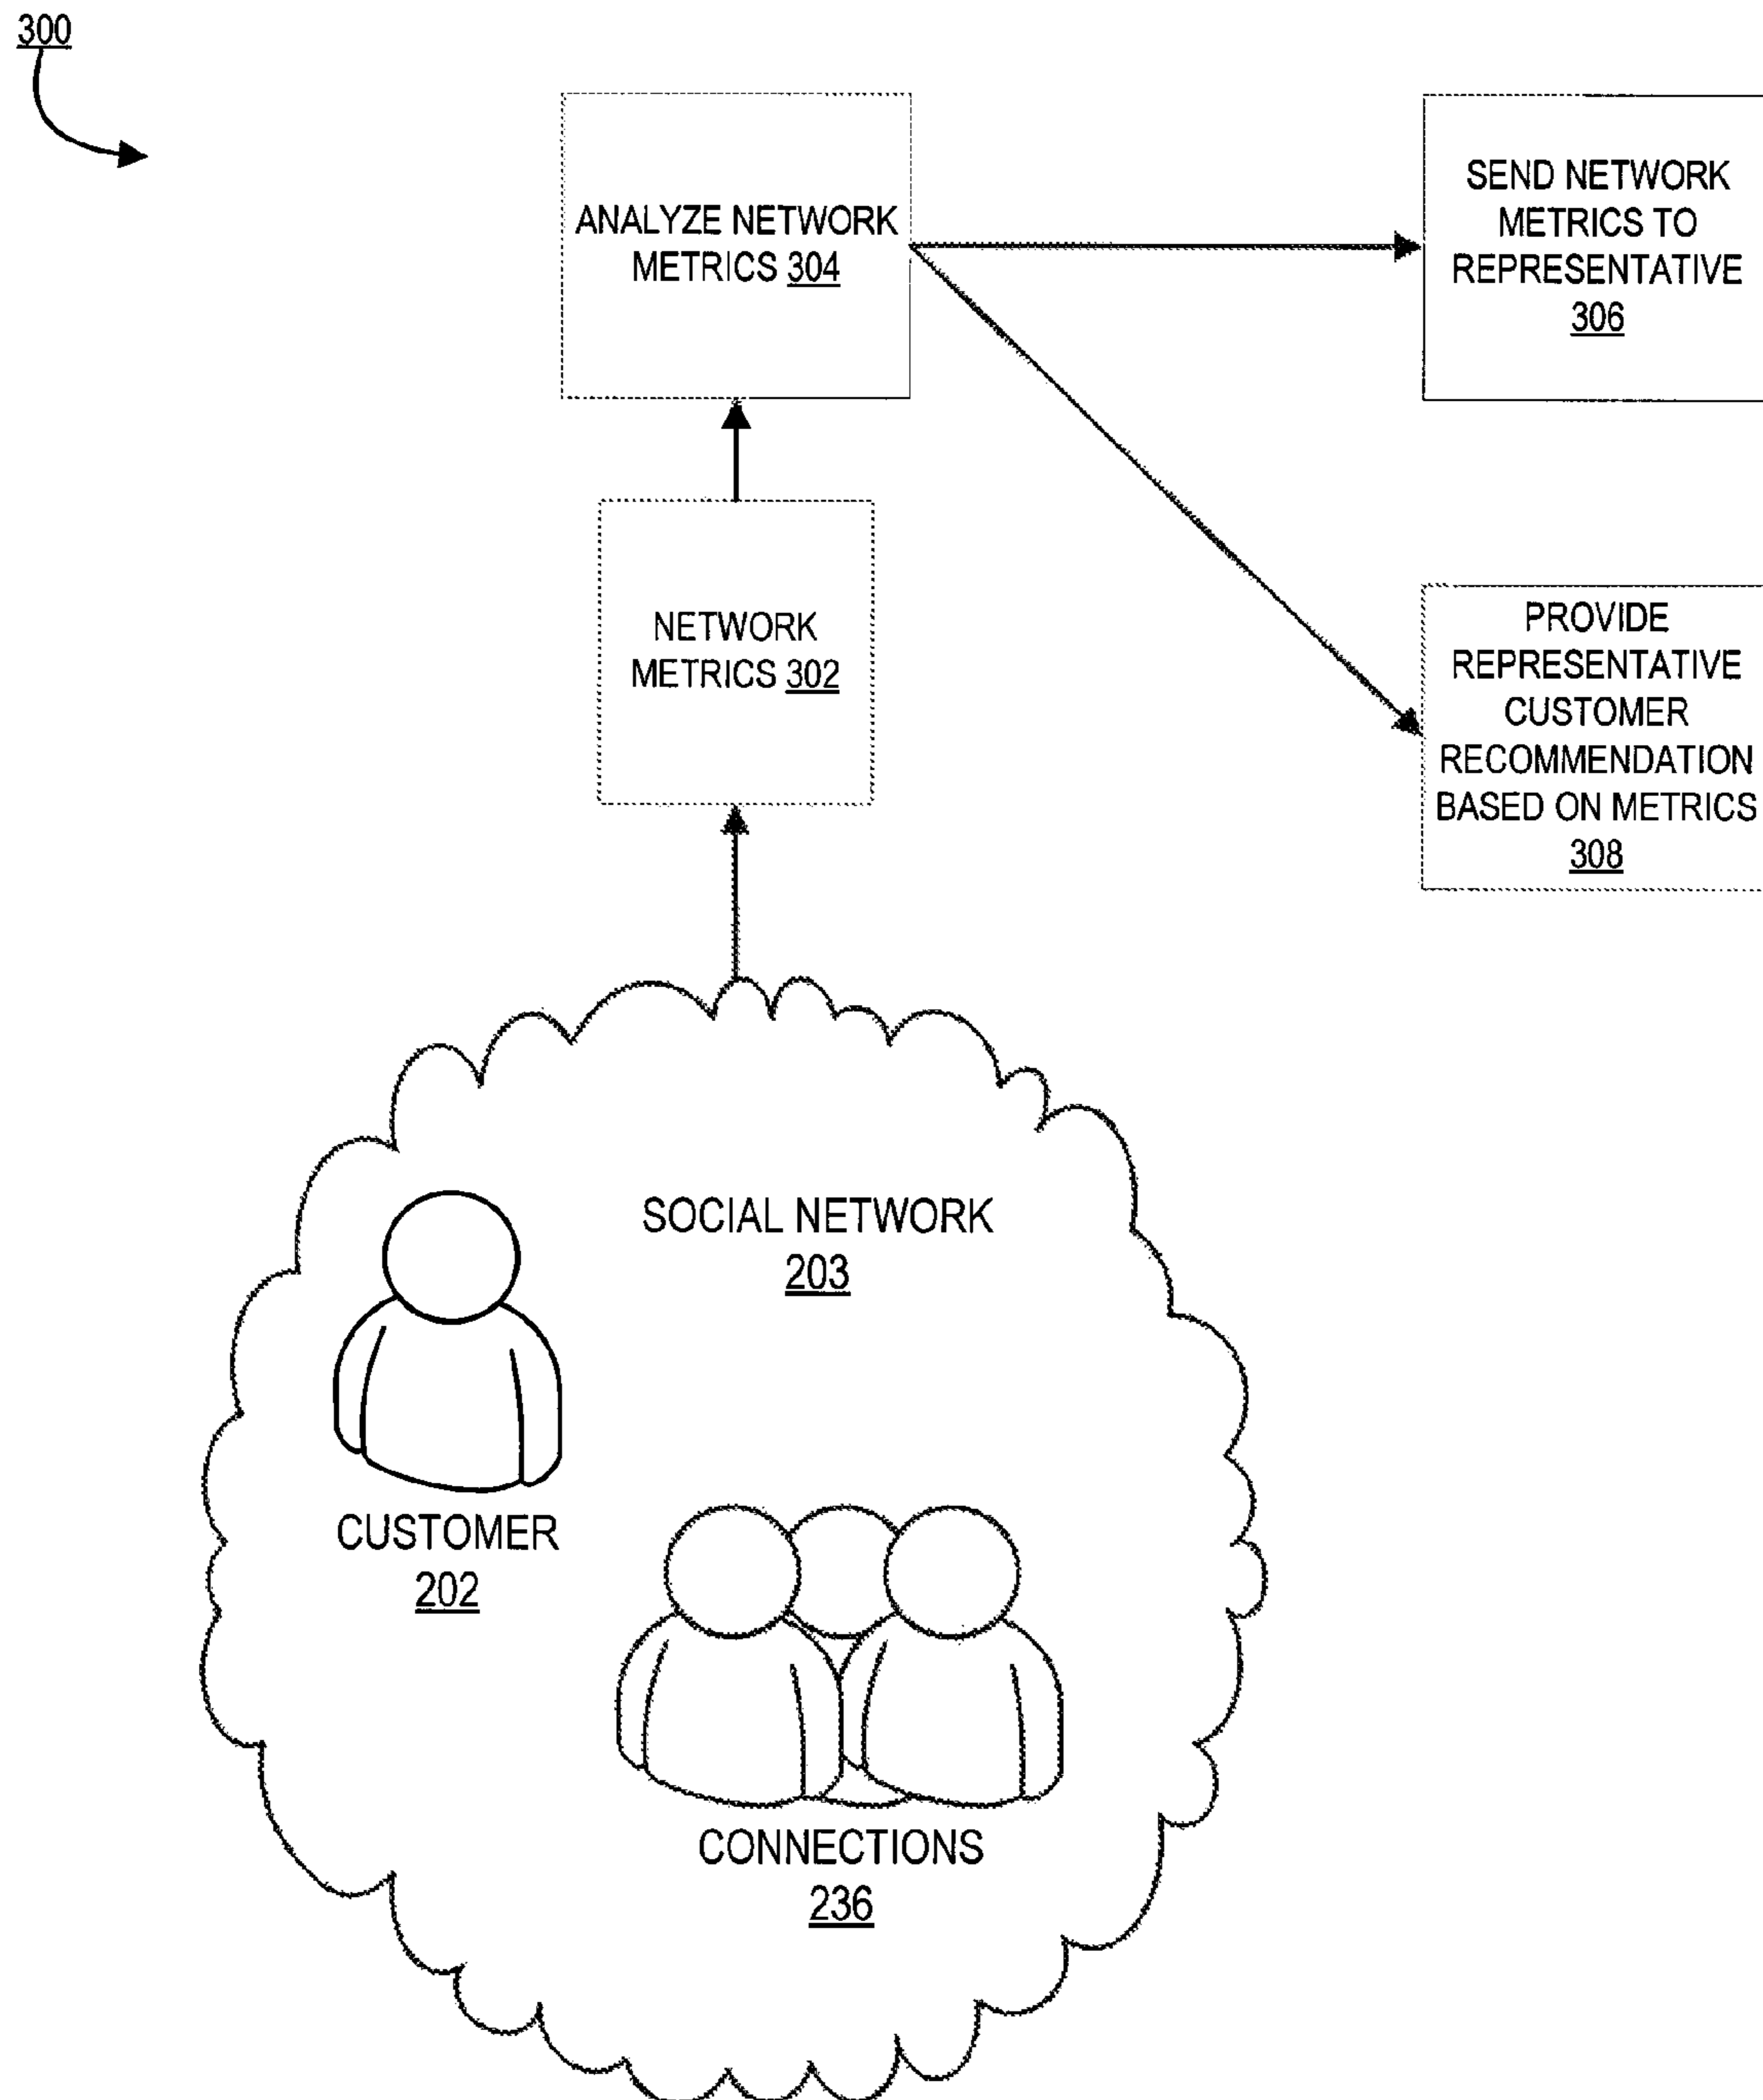 300
ANALYZE NETWORK
METRICS 304
SEND NETWORK
METRICS TO
REPRESENTATIVE
306
NETWORK
METRICS 302
PROVIDE
REPRESENTATIVE
CUSTOMER
RECOMMENDATION
BASED ON METRICS
308
SOCIAL NETWORK
203
CUSTOMER
202
CONNECTIONS
236